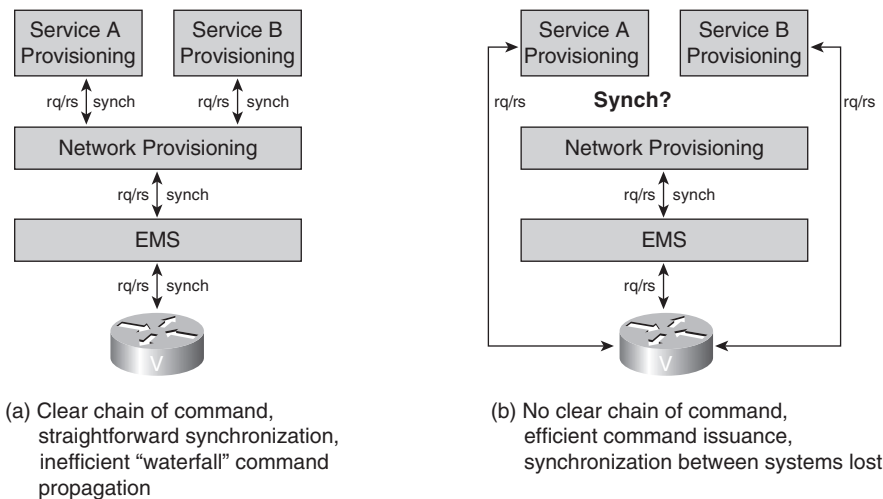 Service A
Provisioning
Service B
Provisioning
rq/rs synch
rq/rs synch
Network Provisioning
rq/rs synch
EMS
rq/rs synch
V
(a) Clear chain of command,
straightforward synchronization,
inefficient “waterfall” command
propagation
Service A
Provisioning
Service B
Provisioning
rq/rs
Synch?
rq/rs
Network Provisioning
rq/rs synch
EMS
rq/rs
V
(b) No clear chain of command,
efficient command issuance,
synchronization between systems lost